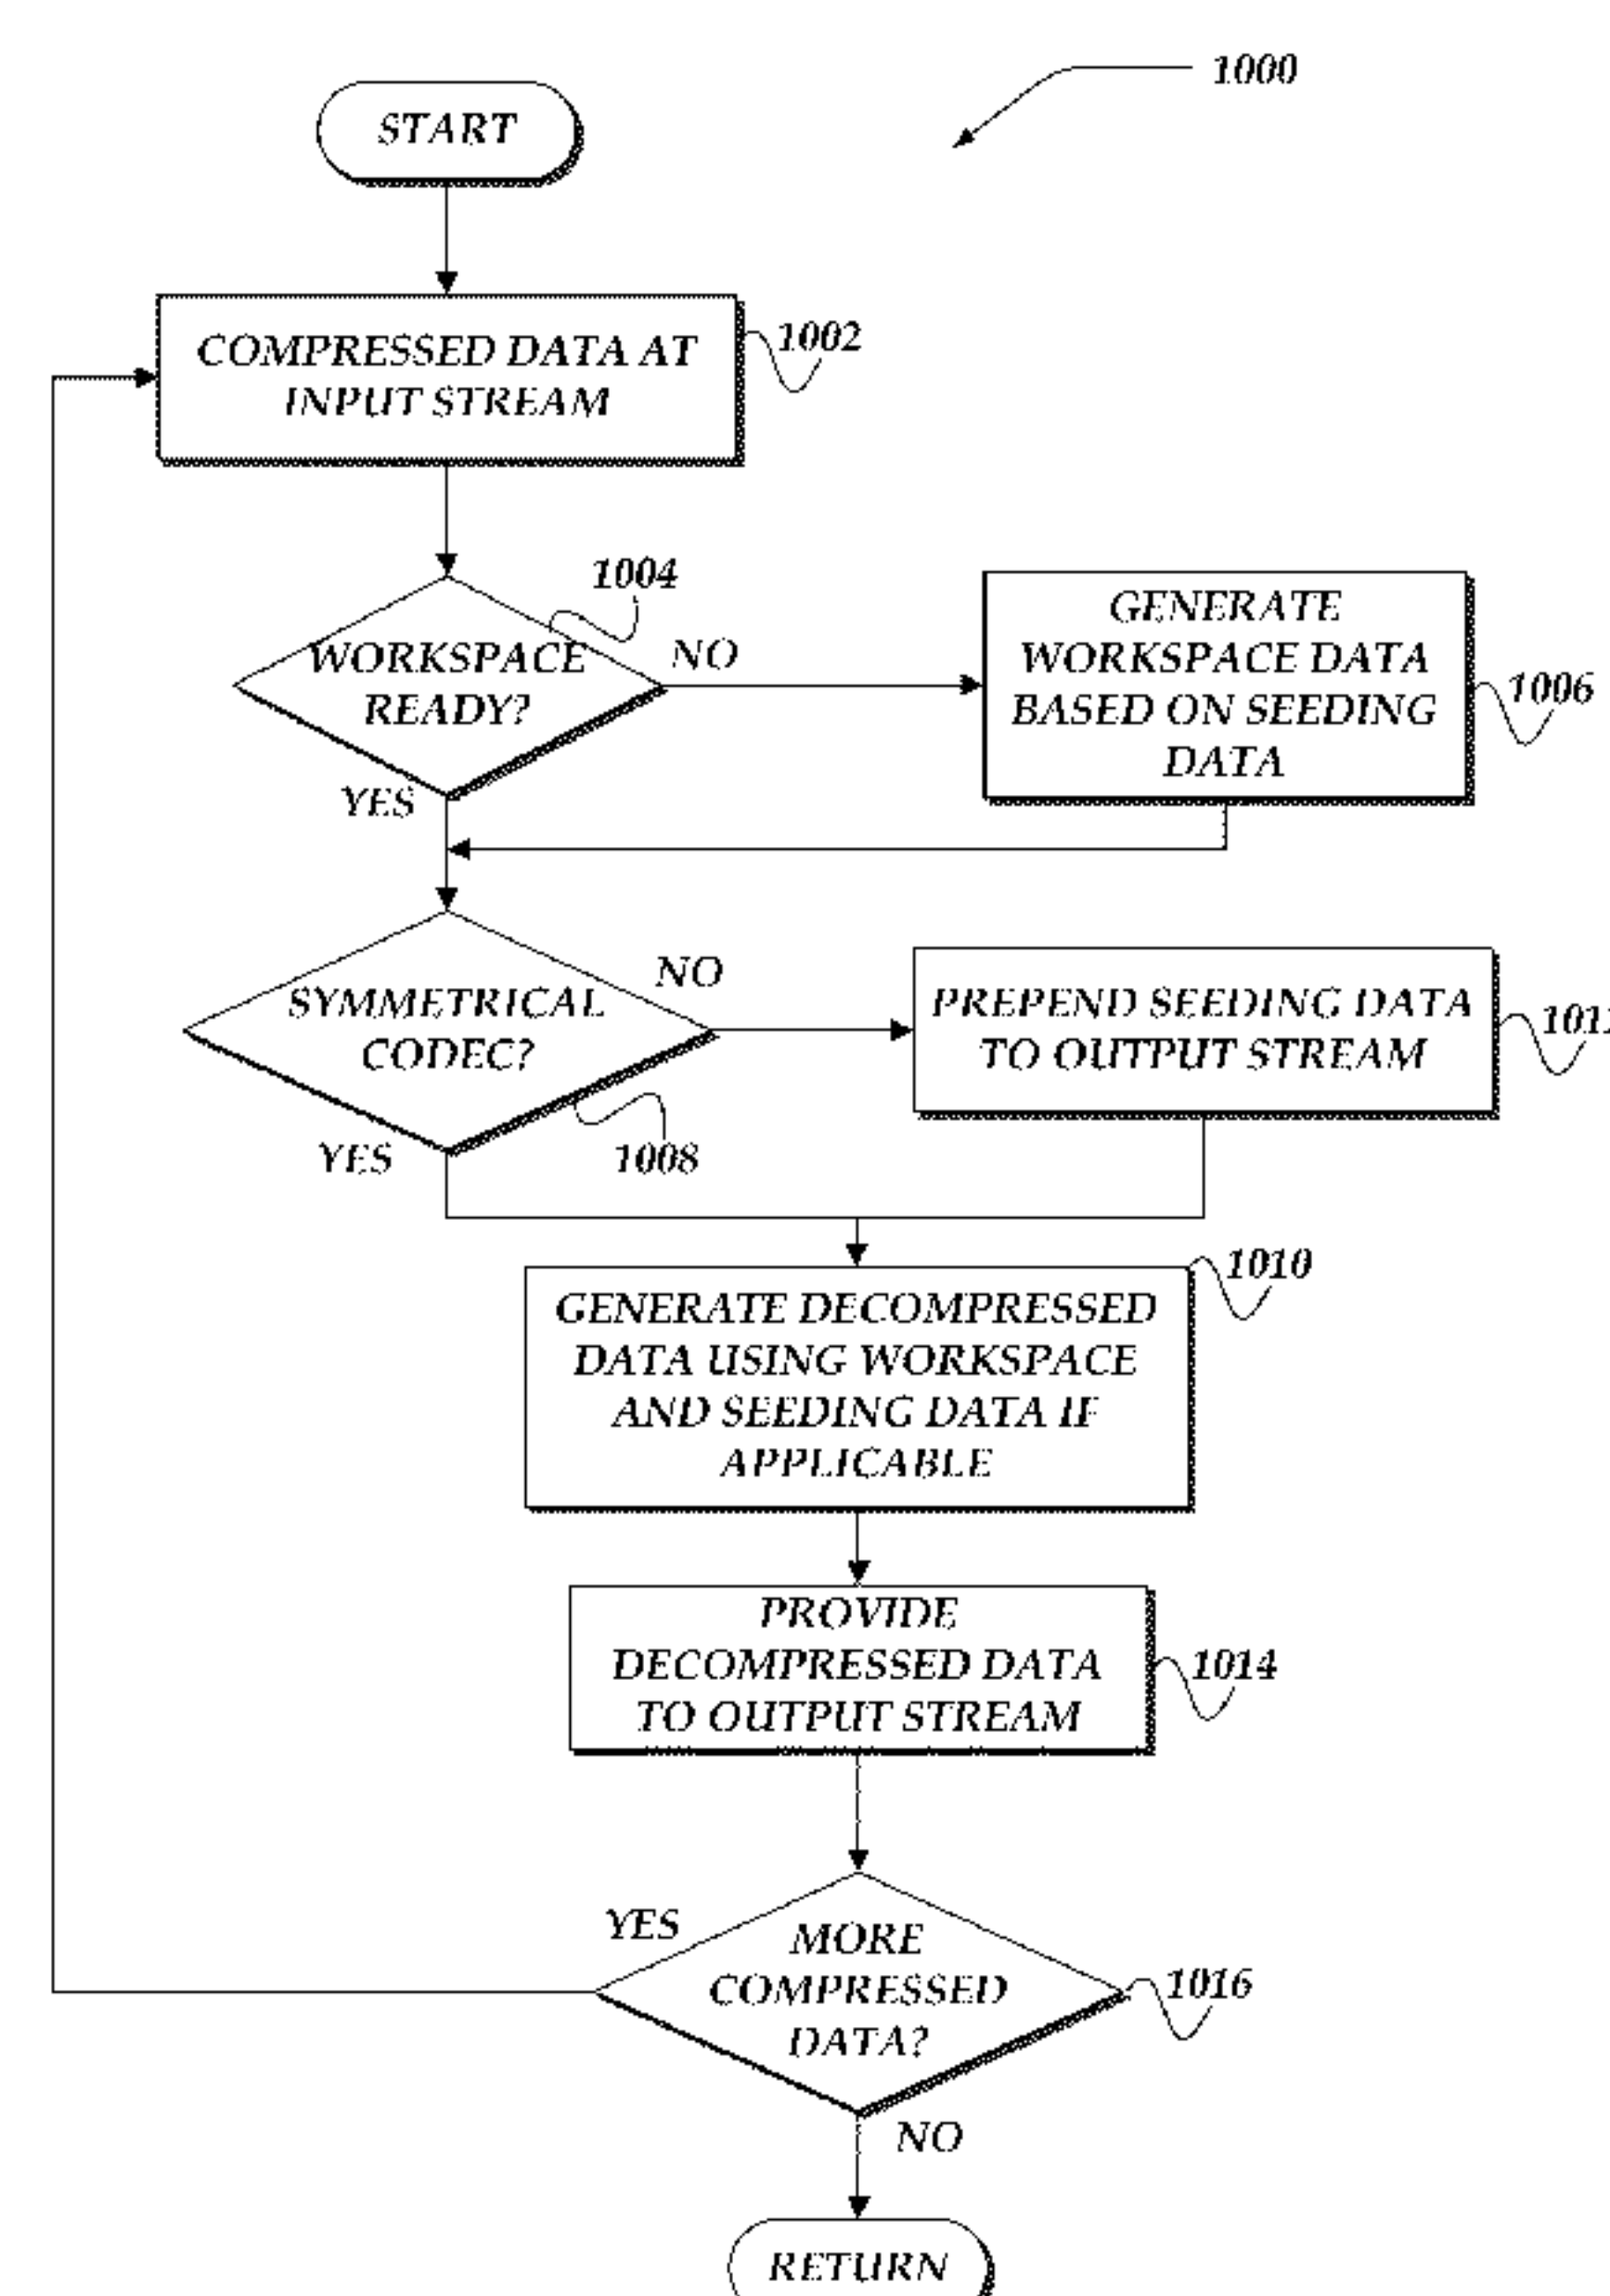 1000
START
COMPRESSED DATA AT
INPUT STREAM
1002
1004
WORKSPACE
READY?
NO
YES
GENERATE
WORKSPACE DATA
BASED ON SEEDING
DATA
1006
SYMMETRICAL
CODEC?
NO
YES
1008
PREPEND SEEDING DATA
TO OUTPUT STREAM
1010
GENERATE DECOMPRESSED
DATA USING WORKSPACE
AND SEEDING DATA IF
APPLICABLE
PROVIDE
DECOMPRESSED DATA
TO OUTPUT STREAM
1014
YES
MORE
COMPRESSED
DATA?
1016
NO
RETURN